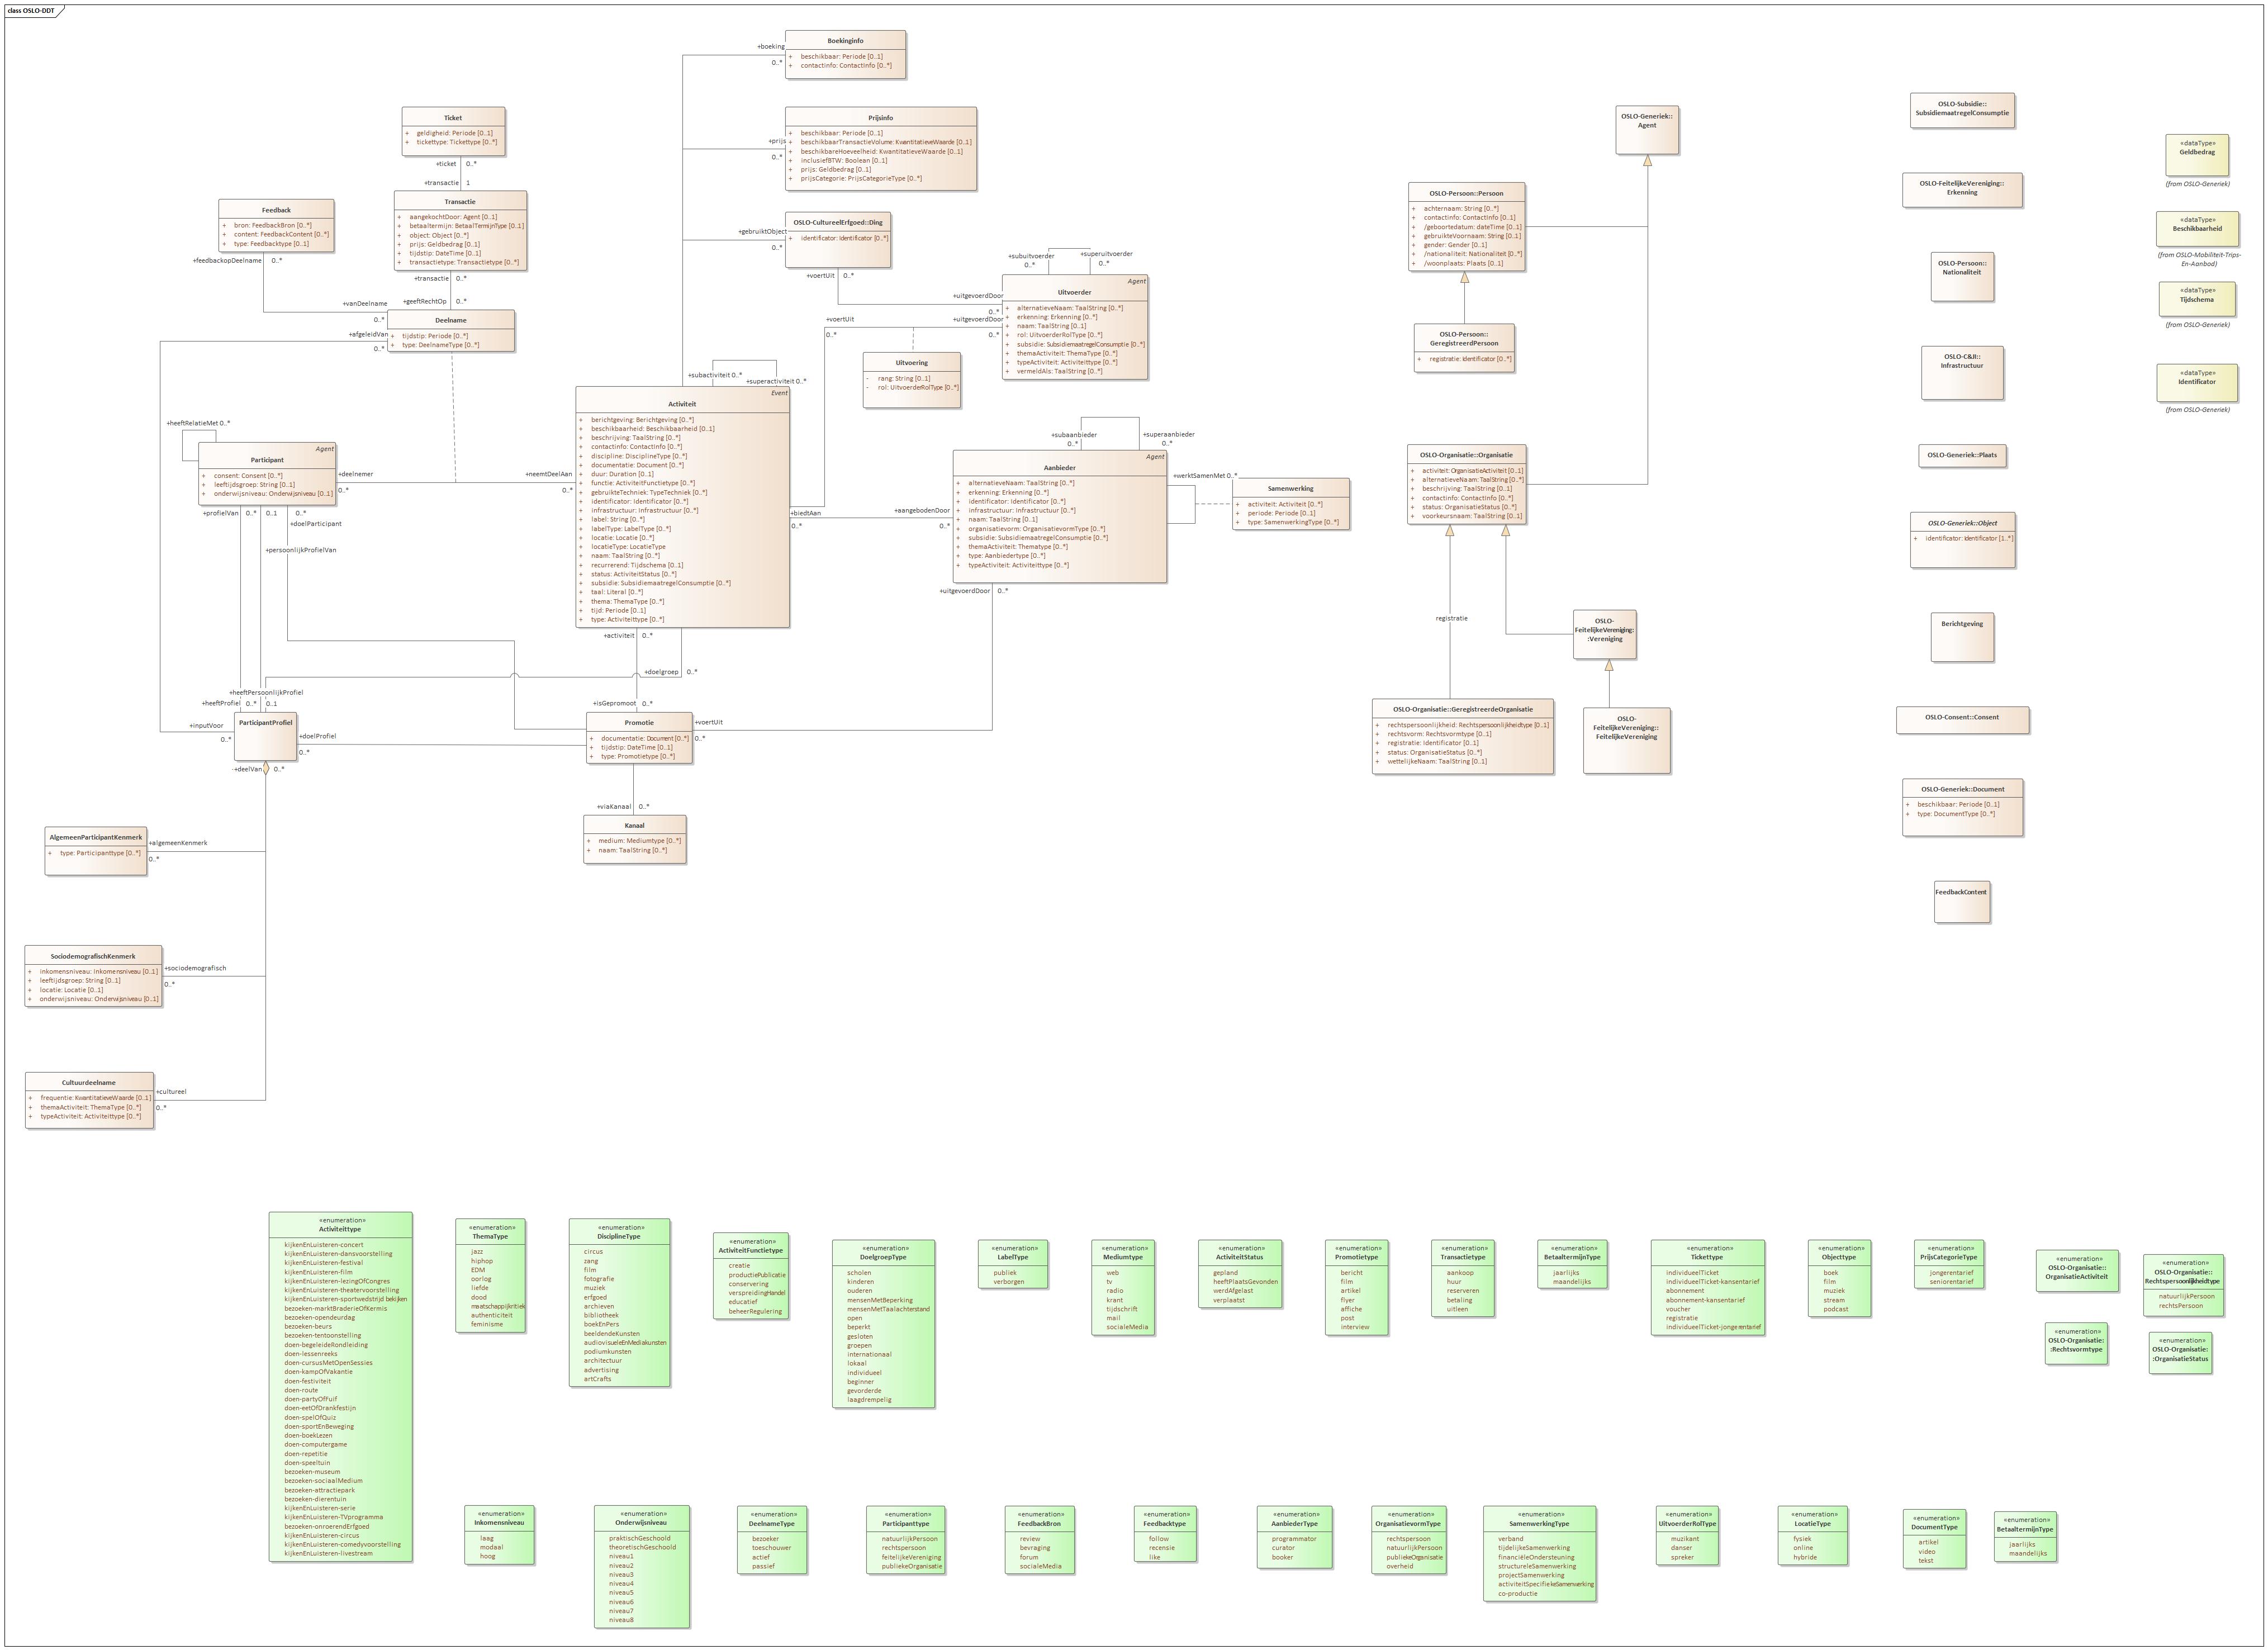 class OSLO-DDT
Boekinginfo
+ beschikbaar: Periode [0..1]
+ contactinfo: ContactInfo [0..*]
+boeking
0..*
Prijsinfo
+ beschikbaar: Periode [0..1]
+ beschikbaarTransactieVolume: KwantitatieveWaarde [0..1]
+ beschikbareHoeveelheid: KwantitatieveWaarde [0..1]
+ inclusiefBTW: Boolean [0..1]
+ prijs: Geldbedrag [0..1]
+ prijsCategorie: PrijsCategorieType [0..*]
+prijs
0..*
OSLO-CultureelErfgoed::Ding
+ identificator: Identificator [0..*]
+gebruiktObject
0..*
+voertUit
0..*
Ticket
+ geldigheid: Periode [0..1]
+ tickettype: Tickettype [0..*]
+ticket 0..*
+transactie 1
Transactie
+ aangekochtDoor: Agent [0..1]
+ betaaltermijn: BetaalTermijnType [0..1]
+ object: Object [0..*]
+ prijs: Geldbedrag [0..1]
+ tijdstip: DateTime [0..1]
+ transactietype: Transactietype [0..*]
+transactie 0..*
+geeftRechtOp 0..*
Feedback
+ bron: FeedbackBron [0..*]
+ content: FeedbackContent [0..*]
+ type: Feedbacktype [0..1]
+feedbackopDeelname 0..*
+vanDeelname
0..*
Deelname
+ tijdstip: Periode [0..*]
+ type: DeelnameType [0..*]
+afgeleidVan
0..*
+subuitvoerder
0..*
+superuitvoerder
0..*
Agent
Uitvoerder
+ alternatieveNaam: TaalString [0..*]
+ erkenning: Erkenning [0..*]
+ naam: TaalString [0..1]
+ rol: UitvoerderRolType [0..*]
+ subsidie: SubsidiemaatregelConsumptie [0..*]
+ themaActiviteit: ThemaType [0..*]
+ typeActiviteit: Activiteittype [0..*]
+ vermeldAls: TaalString [0..*]
+uitgevoerdDoor
0..*
+uitgevoerdDoor
0..*
+voertUit
0..*
Uitvoering
- rang: String [0..1]
- rol: UitvoerderRolType [0..*]
+subactiviteit 0..*
+superactiviteit 0..*
Event
Activiteit
+ berichtgeving: Berichtgeving [0..*]
+ beschikbaarheid: Beschikbaarheid [0..1]
+ beschrijving: TaalString [0..*]
+ contactinfo: ContactInfo [0..*]
+ discipline: DisciplineType [0..*]
+ documentatie: Document [0..*]
+ duur: Duration [0..1]
+ functie: ActiviteitFunctietype [0..*]
+ gebruikteTechniek: TypeTechniek [0..*]
+ identificator: Identificator [0..*]
+ infrastructuur: Infrastructuur [0..*]
+ label: String [0..*]
+ labelType: LabelType [0..*]
+ locatie: Locatie [0..*]
+ locatieType: LocatieType
+ naam: TaalString [0..*]
+ recurrerend: Tijdschema [0..1]
+ status: ActiviteitStatus [0..*]
+ subsidie: SubsidiemaatregelConsumptie [0..*]
+ taal: Literal [0..*]
+ thema: ThemaType [0..*]
+ tijd: Periode [0..1]
+ type: Activiteittype [0..*]
+heeftRelatieMet 0..*
Agent
Participant
+ consent: Consent [0..*]
+ leeftijdsgroep: String [0..1]
+ onderwijsniveau: Onderwijsniveau [0..1]
+deelnemer
0..*
+neemtDeelAan
0..*
+profielVan 0..* 0..1 0..*
+doelParticipant
+persoonlijkProfielVan
+subaanbieder
0..*
+superaanbieder
0..*
Agent
Aanbieder
+ alternatieveNaam: TaalString [0..*]
+ erkenning: Erkenning [0..*]
+ identificator: Identificator [0..*]
+ infrastructuur: Infrastructuur [0..*]
+ naam: TaalString [0..1]
+ organisatievorm: OrganisatievormType [0..*]
+ subsidie: SubsidiemaatregelConsumptie [0..*]
+ themaActiviteit: Thematype [0..*]
+ type: Aanbiedertype [0..*]
+ typeActiviteit: Activiteittype [0..*]
+biedtAan
0..*
+aangebodenDoor
0..*
+werktSamenMet 0..*
Samenwerking
+ activiteit: Activiteit [0..*]
+ periode: Periode [0..1]
+ type: SamenwerkingType [0..*]
+uitgevoerdDoor 0..*
+activiteit 0..*
+doelgroep 0..*
+heeftPersoonlijkProfiel
+heeftProfiel 0..* 0..1
+isGepromoot 0..*
+inputVoor
0..*
ParticipantProfiel
+doelProfiel
0..*
+deelVan 0..*
Promotie
+ documentatie: Document [0..*]
+ tijdstip: DateTime [0..1]
+ type: Promotietype [0..*]
+voertUit
0..*
+viaKanaal 0..*
Kanaal
+ medium: Mediumtype [0..*]
+ naam: TaalString [0..*]
AlgemeenParticipantKenmerk
+ type: Participanttype [0..*]
+algemeenKenmerk
0..*
SociodemografischKenmerk
+ inkomensniveau: Inkomensniveau [0..1]
+ leeftijdsgroep: String [0..1]
+ locatie: Locatie [0..1]
+ onderwijsniveau: Onderwijsniveau [0..1]
+sociodemografisch
0..*
Cultuurdeelname
+ frequentie: KwantitatieveWaarde [0..1]
+ themaActiviteit: ThemaType [0..*]
+ typeActiviteit: Activiteittype [0..*]
+cultureel
0..*
OSLO-Generiek::
Agent
OSLO-Persoon::Persoon
+ achternaam: String [0..*]
+ contactinfo: ContactInfo [0..1]
+ /geboortedatum: dateTime [0..1]
+ gebruikteVoornaam: String [0..1]
+ gender: Gender [0..1]
+ /nationaliteit: Nationaliteit [0..*]
+ /woonplaats: Plaats [0..1]
OSLO-Persoon::
GeregistreerdPersoon
+ registratie: Identificator [0..*]
OSLO-Organisatie::Organisatie
+ activiteit: OrganisatieActiviteit [0..1]
+ alternatieveNaam: TaalString [0..*]
+ beschrijving: TaalString [0..1]
+ contactinfo: ContactInfo [0..*]
+ status: OrganisatieStatus [0..*]
+ voorkeursnaam: TaalString [0..1]
registratie
OSLO-
FeitelijkeVereniging:
:Vereniging
OSLO-Organisatie::GeregistreerdeOrganisatie
+ rechtspersoonlijkheid: Rechtspersoonlijkheidtype [0..1]
+ rechtsvorm: Rechtsvormtype [0..1]
+ registratie: Identificator [0..1]
+ status: OrganisatieStatus [0..*]
+ wettelijkeNaam: TaalString [0..1]
OSLO-
FeitelijkeVereniging::
FeitelijkeVereniging
OSLO-Subsidie::
SubsidiemaatregelConsumptie
OSLO-FeitelijkeVereniging::
Erkenning
OSLO-Persoon::
Nationaliteit
OSLO-C&JI::
Infrastructuur
OSLO-Generiek::Plaats
OSLO-Generiek::Object
+ identificator: Identificator [1..*]
Berichtgeving
OSLO-Consent::Consent
OSLO-Generiek::Document
+ beschikbaar: Periode [0..1]
+ type: DocumentType [0..*]
FeedbackContent
«dataType»
Geldbedrag
(from OSLO-Generiek)
«dataType»
Beschikbaarheid
(from OSLO-Mobiliteit-Trips-
En-Aanbod)
«dataType»
Tijdschema
(from OSLO-Generiek)
«dataType»
Identificator
(from OSLO-Generiek)
«enumeration»
Activiteittype
kijkenEnLuisteren-concert
kijkenEnLuisteren-dansvoorstelling
kijkenEnLuisteren-festival
kijkenEnLuisteren-film
kijkenEnLuisteren-lezingOfCongres
kijkenEnLuisteren-theatervoorstelling
kijkenEnLuisteren-sportwedstrijd bekijken
bezoeken-marktBraderieOfKermis
bezoeken-opendeurdag
bezoeken-beurs
bezoeken-tentoonstelling
bezoeken-begeleideRondleiding
doen-lessenreeks
doen-cursusMetOpenSessies
doen-kampOfVakantie
doen-festiviteit
doen-route
doen-partyOfFuif
doen-eetOfDrankfestijn
doen-spelOfQuiz
doen-sportEnBeweging
doen-boekLezen
doen-computergame
doen-repetitie
doen-speeltuin
bezoeken-museum
bezoeken-sociaalMedium
bezoeken-attractiepark
bezoeken-dierentuin
kijkenEnLuisteren-serie
kijkenEnLuisteren-TVprogramma
bezoeken-onroerendErfgoed
kijkenEnLuisteren-circus
kijkenEnLuisteren-comedyvoorstelling
kijkenEnLuisteren-livestream
«enumeration»
ThemaType
jazz
hiphop
EDM
oorlog
liefde
dood
maatschappijkritiek
authenticiteit
feminisme
«enumeration»
DisciplineType
circus
zang
film
fotografie
muziek
erfgoed
archieven
bibliotheek
boekEnPers
beeldendeKunsten
audiovisueleEnMediakunsten
podiumkunsten
architectuur
advertising
artCrafts
«enumeration»
ActiviteitFunctietype
creatie
productiePublicatie
conservering
verspreidingHandel
educatief
beheerRegulering
«enumeration»
DoelgroepType
scholen
kinderen
ouderen
mensenMetBeperking
mensenMetTaalachterstand
open
beperkt
gesloten
groepen
internationaal
lokaal
individueel
beginner
gevorderde
laagdrempelig
«enumeration»
LabelType
publiek
verborgen
«enumeration»
Mediumtype
web
tv
radio
krant
tijdschrift
mail
socialeMedia
«enumeration»
ActiviteitStatus
gepland
heeftPlaatsGevonden
werdAfgelast
verplaatst
«enumeration»
Promotietype
bericht
film
artikel
flyer
affiche
post
interview
«enumeration»
Transactietype
aankoop
huur
reserveren
betaling
uitleen
«enumeration»
BetaaltermijnType
jaarlijks
maandelijks
«enumeration»
Tickettype
individueelTicket
individueelTicket-kansentarief
abonnement
abonnement-kansentarief
voucher
registratie
individueelTicket-jongerentarief
«enumeration»
Objecttype
boek
film
muziek
stream
podcast
«enumeration»
PrijsCategorieType
jongerentarief
seniorentarief
«enumeration»
OSLO-Organisatie::
OrganisatieActiviteit
«enumeration»
OSLO-Organisatie::
Rechtspersoonlijkheidtype
natuurlijkPersoon
rechtsPersoon
«enumeration»
OSLO-Organisatie:
:Rechtsvormtype
«enumeration»
OSLO-Organisatie:
:OrganisatieStatus
«enumeration»
Inkomensniveau
laag
modaal
hoog
«enumeration»
Onderwijsniveau
praktischGeschoold
theoretischGeschoold
niveau1
niveau2
niveau3
niveau4
niveau5
niveau6
niveau7
niveau8
«enumeration»
DeelnameType
bezoeker
toeschouwer
actief
passief
«enumeration»
Participanttype
natuurlijkPersoon
rechtspersoon
feitelijkeVereniging
publiekeOrganisatie
«enumeration»
FeedbackBron
review
bevraging
forum
socialeMedia
«enumeration»
Feedbacktype
follow
recensie
like
«enumeration»
AanbiederType
programmator
curator
booker
«enumeration»
OrganisatievormType
rechtspersoon
natuurlijkPersoon
publiekeOrganisatie
overheid
«enumeration»
SamenwerkingType
verband
tijdelijkeSamenwerking
financiëleOndersteuning
structureleSamenwerking
projectSamenwerking
activiteitSpecifiekeSamenwerking
co-productie
«enumeration»
UitvoerderRolType
muzikant
danser
spreker
«enumeration»
LocatieType
fysiek
online
hybride
«enumeration»
DocumentType
artikel
video
tekst
«enumeration»
BetaaltermijnType
jaarlijks
maandelijks